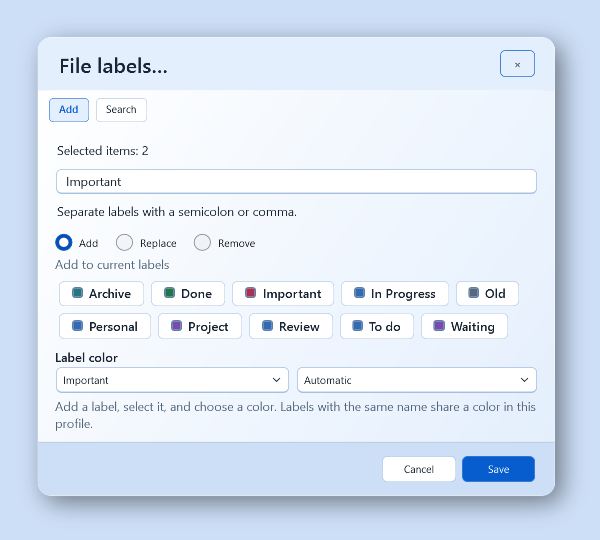 File labels...
×
Add
Search
Selected items: 2
Important
Separate labels with a semicolon or comma.
Add Replace Remove
Add to current labels
Archive Done Important In Progress Old
Personal Project Review To do Waiting
Label color
Important Automatic
Add a label, select it, and choose a color. Labels with the same name share a color in this
profile.
Cancel Save